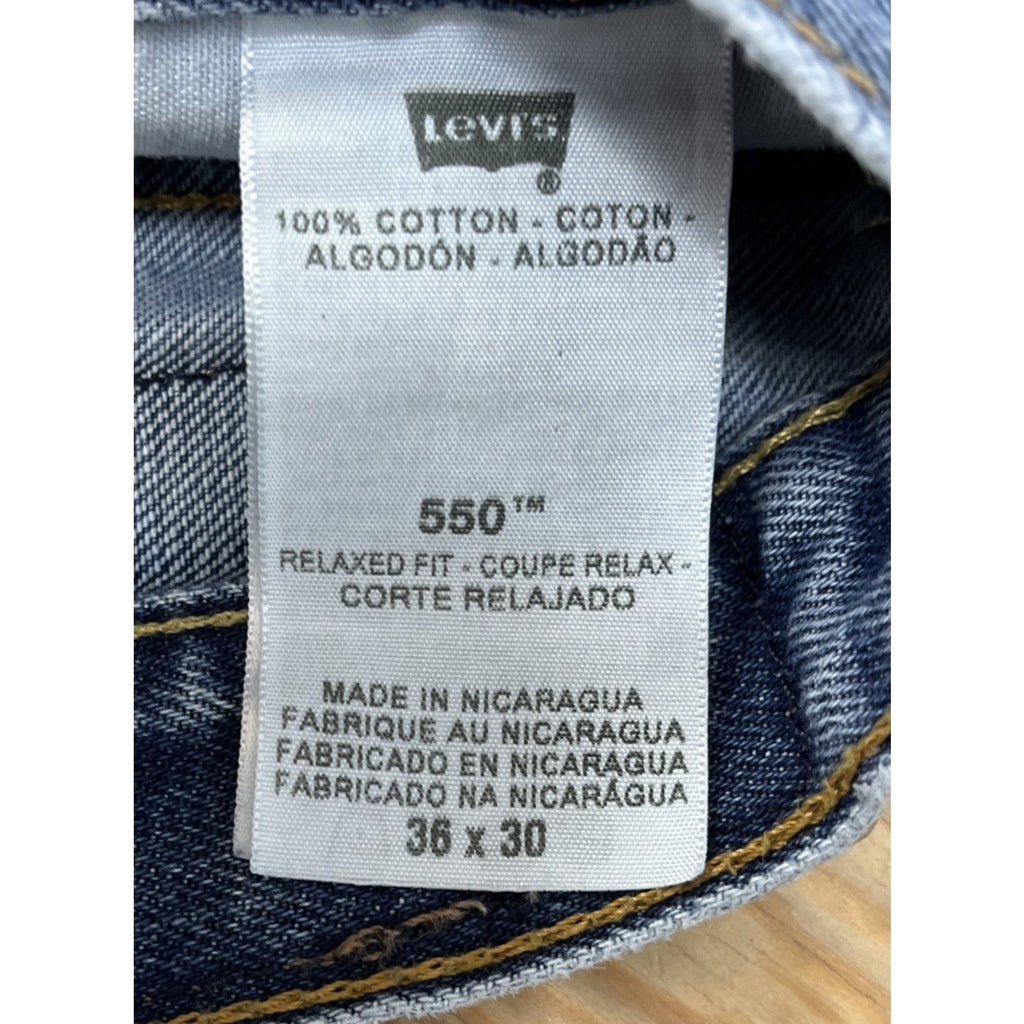 Levi's
®
100% COTTON - COTON -
ALGODÓN - ALGODÃO
550™
RELAXED FIT - COUPE RELAX -
CORTE RELAJADO
MADE IN NICARAGUA
FABRIQUE AU NICARAGUA
FABRICADO EN NICARAGUA
FABRICADO NA NICARÁGUA
36 x 30